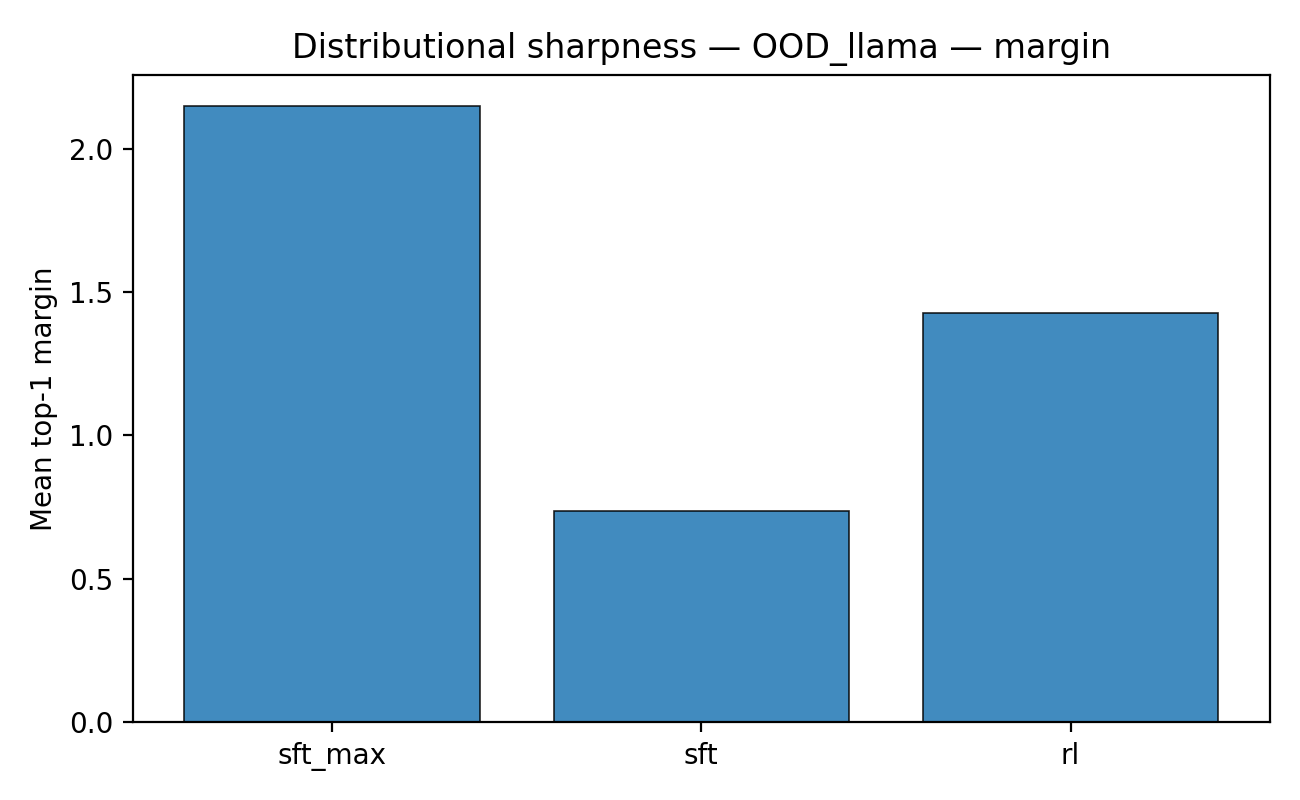 Distributional sharpness — OOD_llama — margin
Mean top-1 margin
2.0
1.5
1.0
0.5
0.0
sft_max
sft
rl